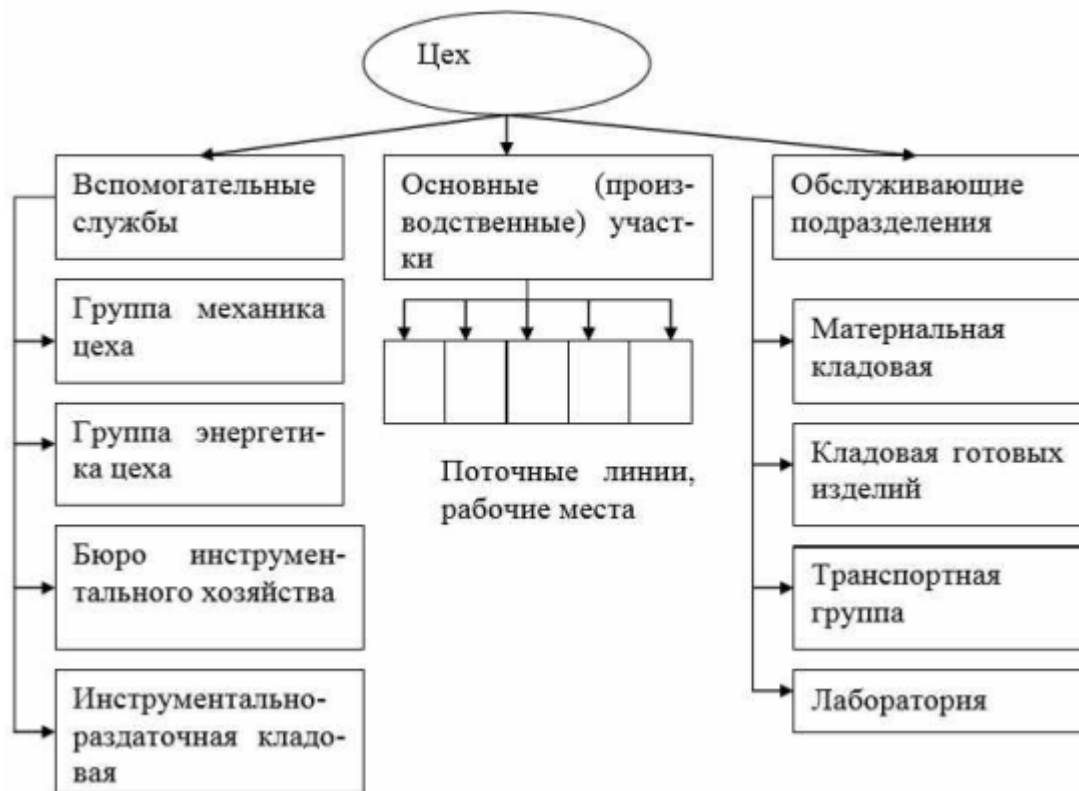 Цех
Вспомогательные
службы
Группа механика
цеха
Группа энергети-
ка цеха
Бюро инструмен-
тального хозяйства
Инструментально-
раздаточная кладо-
вая
Основные (произ-
водственные) участ-
ки
Поточные линии,
рабочие места
Обслуживающие
подразделения
Материальная
кладовая
Кладовая готовых
изделий
Транспортная
группа
Лаборатория